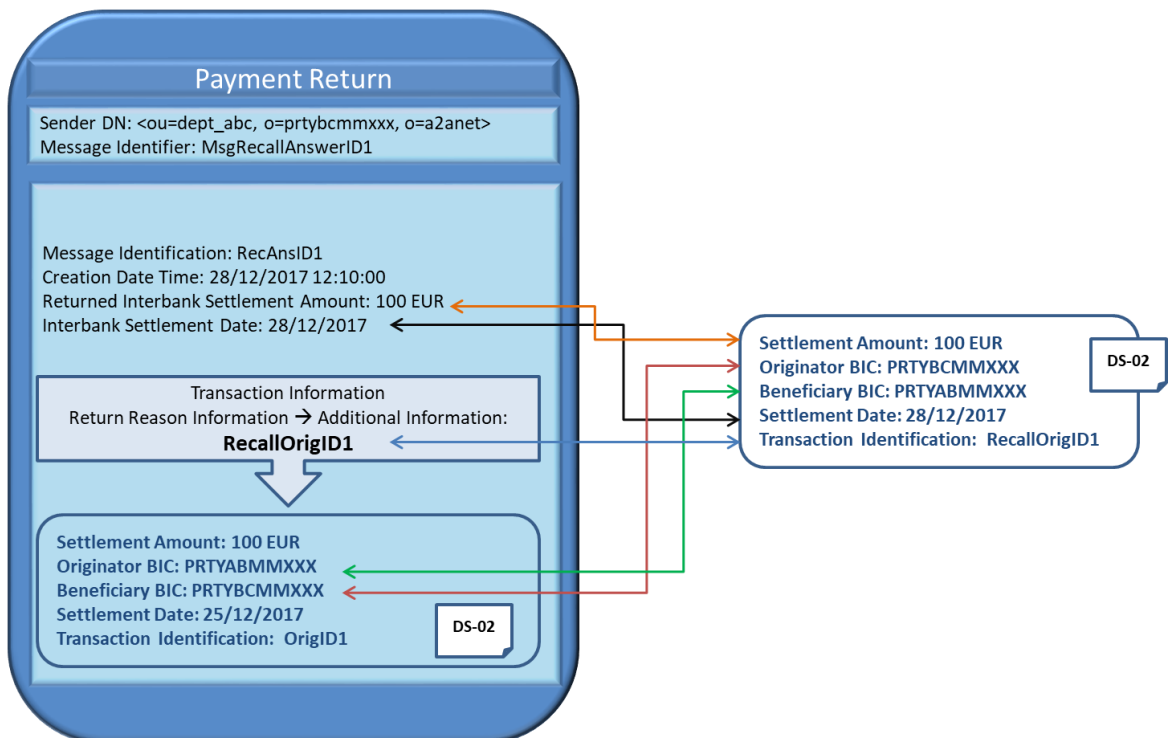 Payment Return
Sender DN: <ou=dept_abc, o=prtybcmmxxx, o=a2anet>
Message Identifier: MsgRecallAnswerID1
Message Identification: RecAnsID1
Creation Date Time: 28/12/2017 12:10:00
Returned Interbank Settlement Amount: 100 EUR
Interbank Settlement Date: 28/12/2017
Transaction Information
Return Reason Information → Additional Information:
RecallOrigID1
Settlement Amount: 100 EUR
Originator BIC: PRTYABMMXXX
Beneficiary BIC: PRTYBCMMXXX
Settlement Date: 25/12/2017
Transaction Identification: OrigID1
DS-02
Settlement Amount: 100 EUR
Originator BIC: PRTYBCMMXXX
Beneficiary BIC: PRTYABMMXXX
Settlement Date: 28/12/2017
Transaction Identification: RecallOrigID1
DS-02